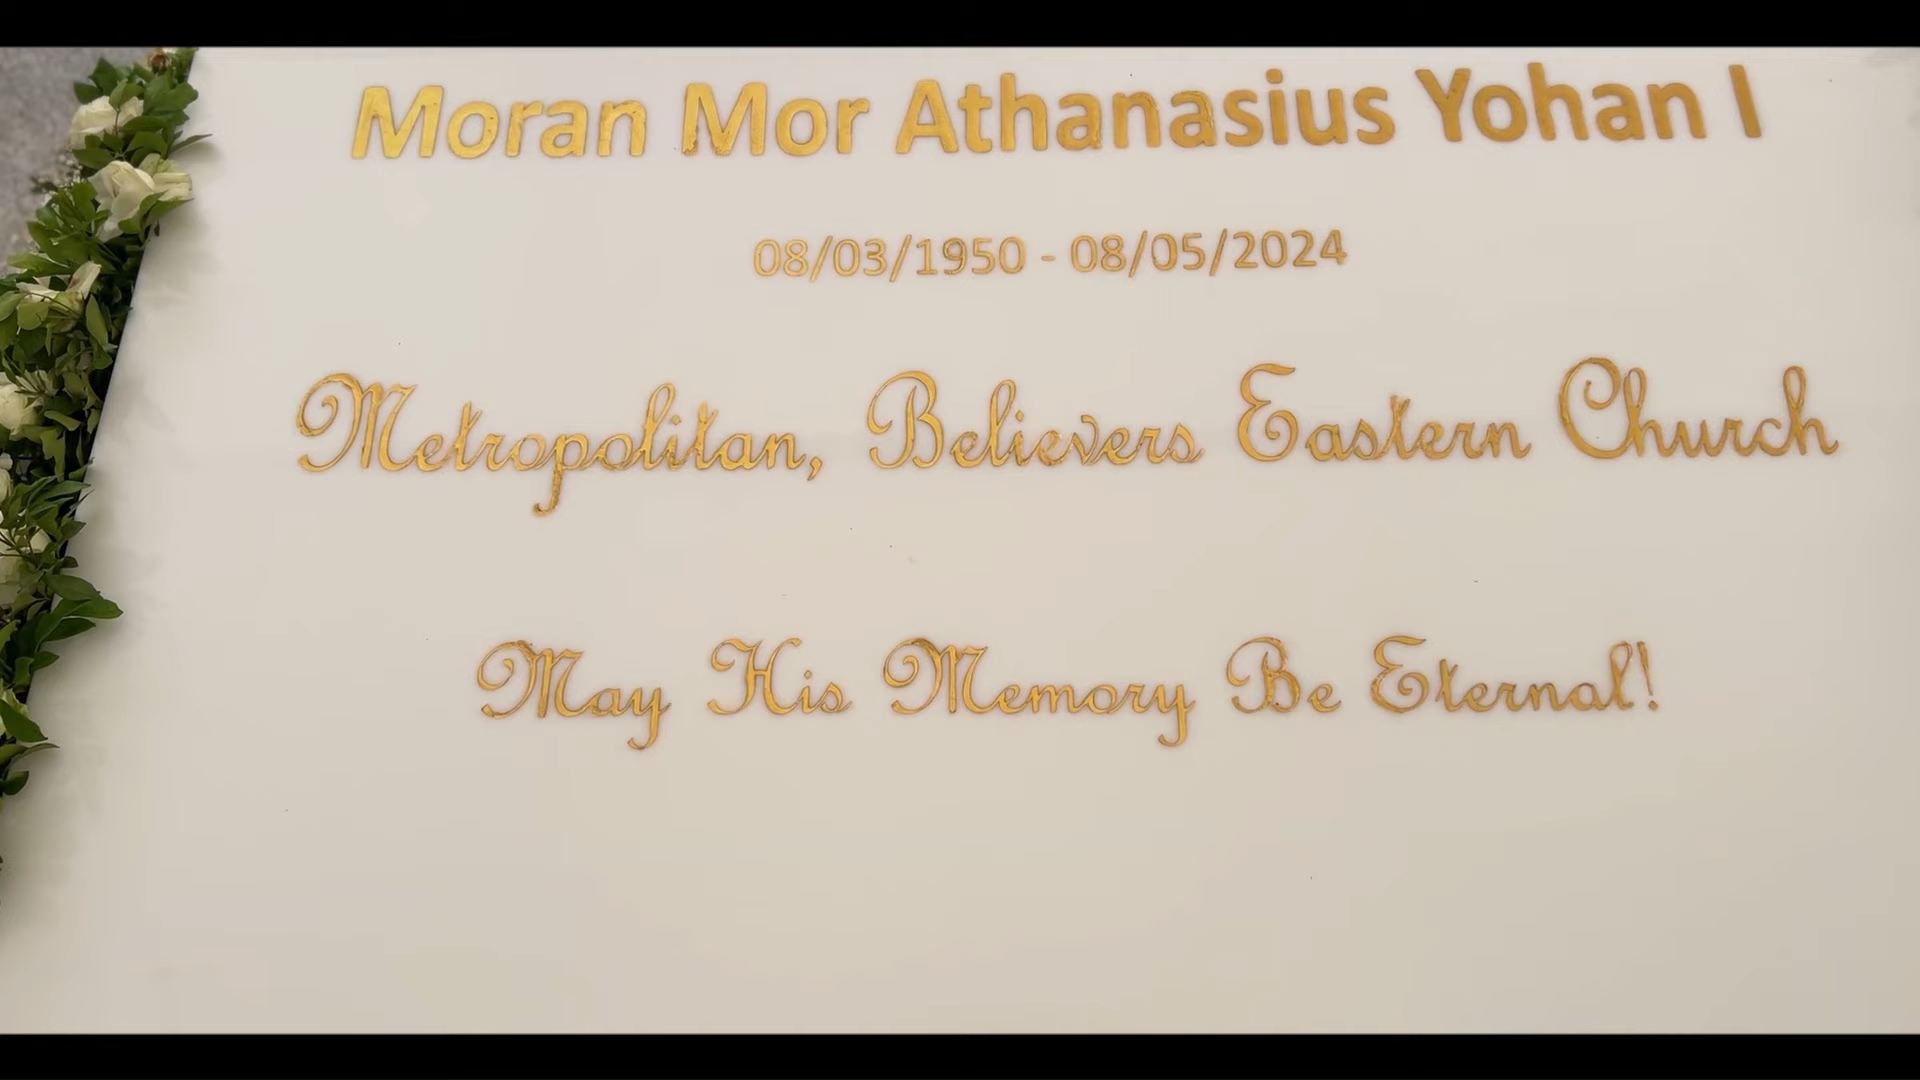 Moran Mor Athanasius Yohan I
08/03/1950 - 08/05/2024
Metropolitan, Believers Eastern Church
May His Memory Be Eternal!